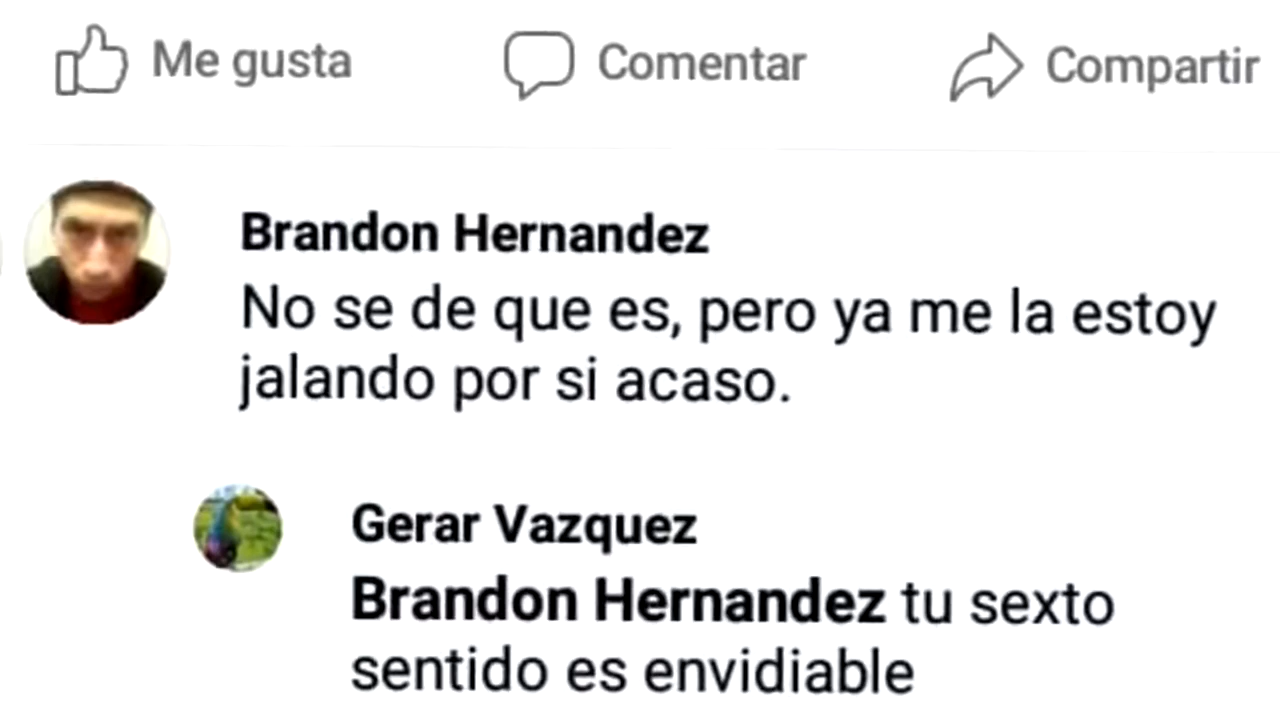 Me gusta Comentar Compartir
Brandon Hernandez
No se de que es, pero ya me la estoy
jalando por si acaso.
Gerar Vazquez
Brandon Hernandez tu sexto
sentido es envidiable